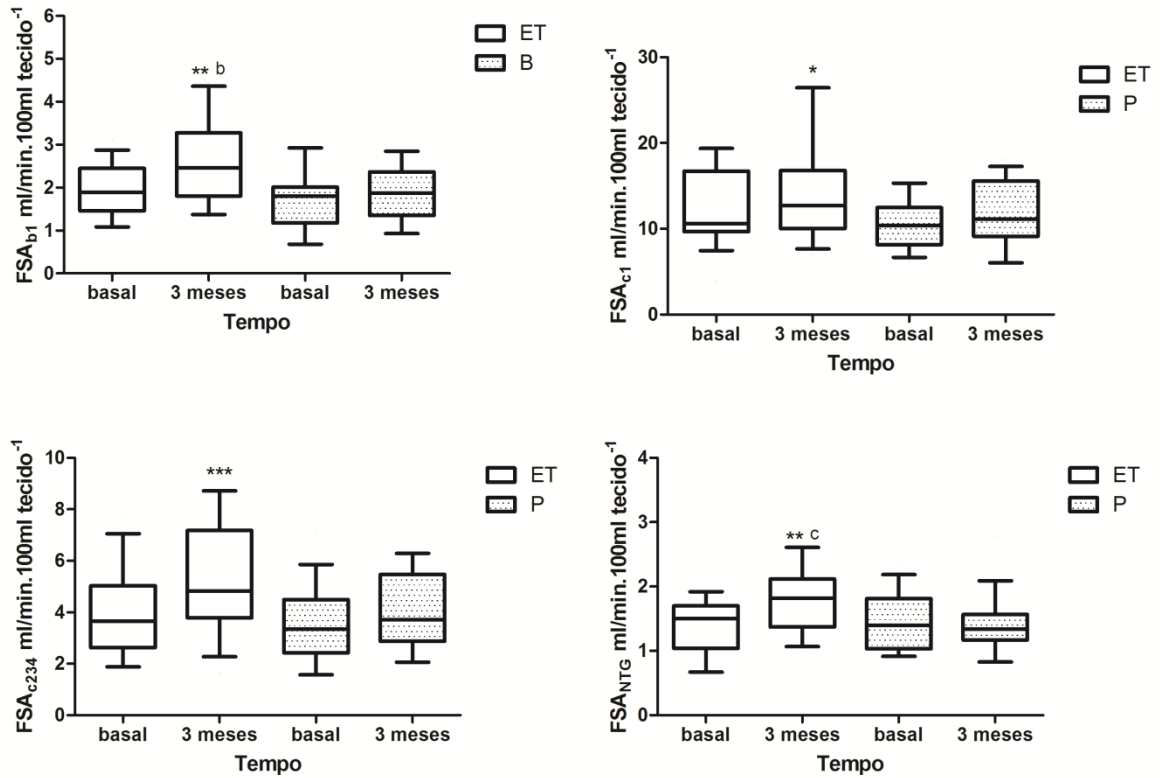 FSAb1 ml/min.100ml tecido-1
6
5
4
3
2
1
0
** b
ET
B
basal 3 meses basal 3 meses
Tempo
FSAc1 ml/min.100ml tecido-1
30
20
10
0
*
ET
P
basal 3 meses basal 3 meses
Tempo
FSAc234 ml/min.100ml tecido-1
10
8
6
4
2
0
***
ET
P
basal 3 meses basal 3 meses
Tempo
FSANTG ml/min.100ml tecido-1
4
3
2
1
0
** c
ET
P
basal 3 meses basal 3 meses
Tempo